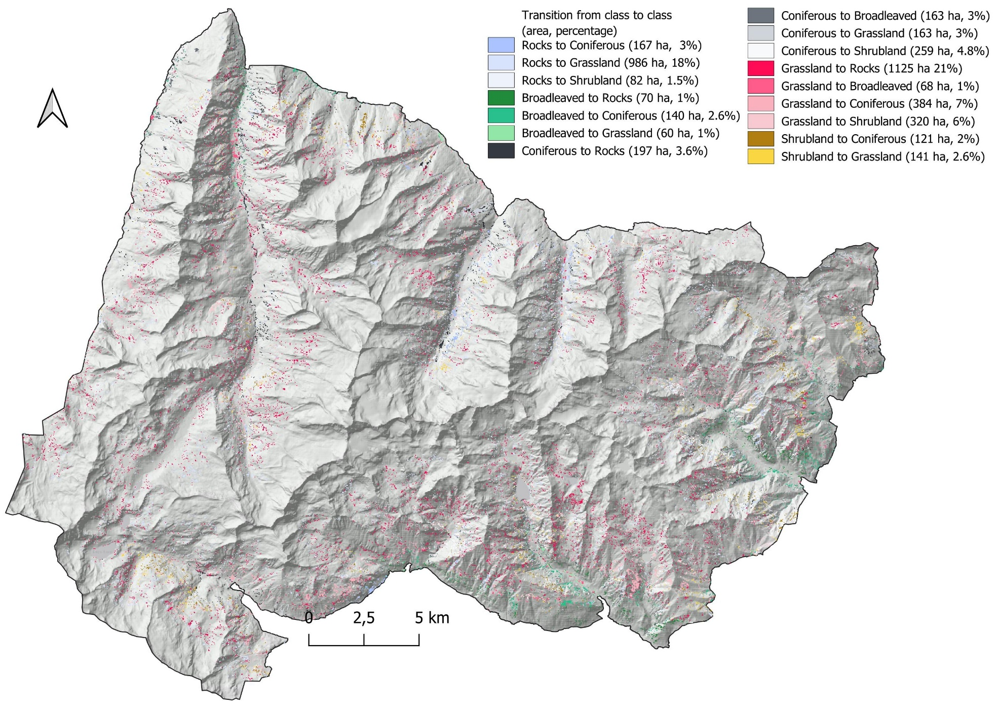 Transition from class to class
(area, percentage)
Rocks to Coniferous (167 ha,  3%)
Rocks to Grassland (986 ha, 18%)
Rocks to Shrubland (82 ha, 1.5%)
Broadleaved to Rocks (70 ha, 1%)
Broadleaved to Coniferous (140 ha, 2.6%)
Broadleaved to Grassland (60 ha, 1%)
Coniferous to Rocks (197 ha, 3.6%)
Coniferous to Broadleaved (163 ha, 3%)
Coniferous to Grassland (163 ha, 3%)
Coniferous to Shrubland (259 ha, 4.8%)
Grassland to Rocks (1125 ha 21%)
Grassland to Broadleaved (68 ha, 1%)
Grassland to Coniferous (384 ha, 7%)
Grassland to Shrubland (320 ha, 6%)
Shrubland to Coniferous (121 ha, 2%)
Shrubland to Grassland (141 ha, 2.6%)
0 2,5 5 km